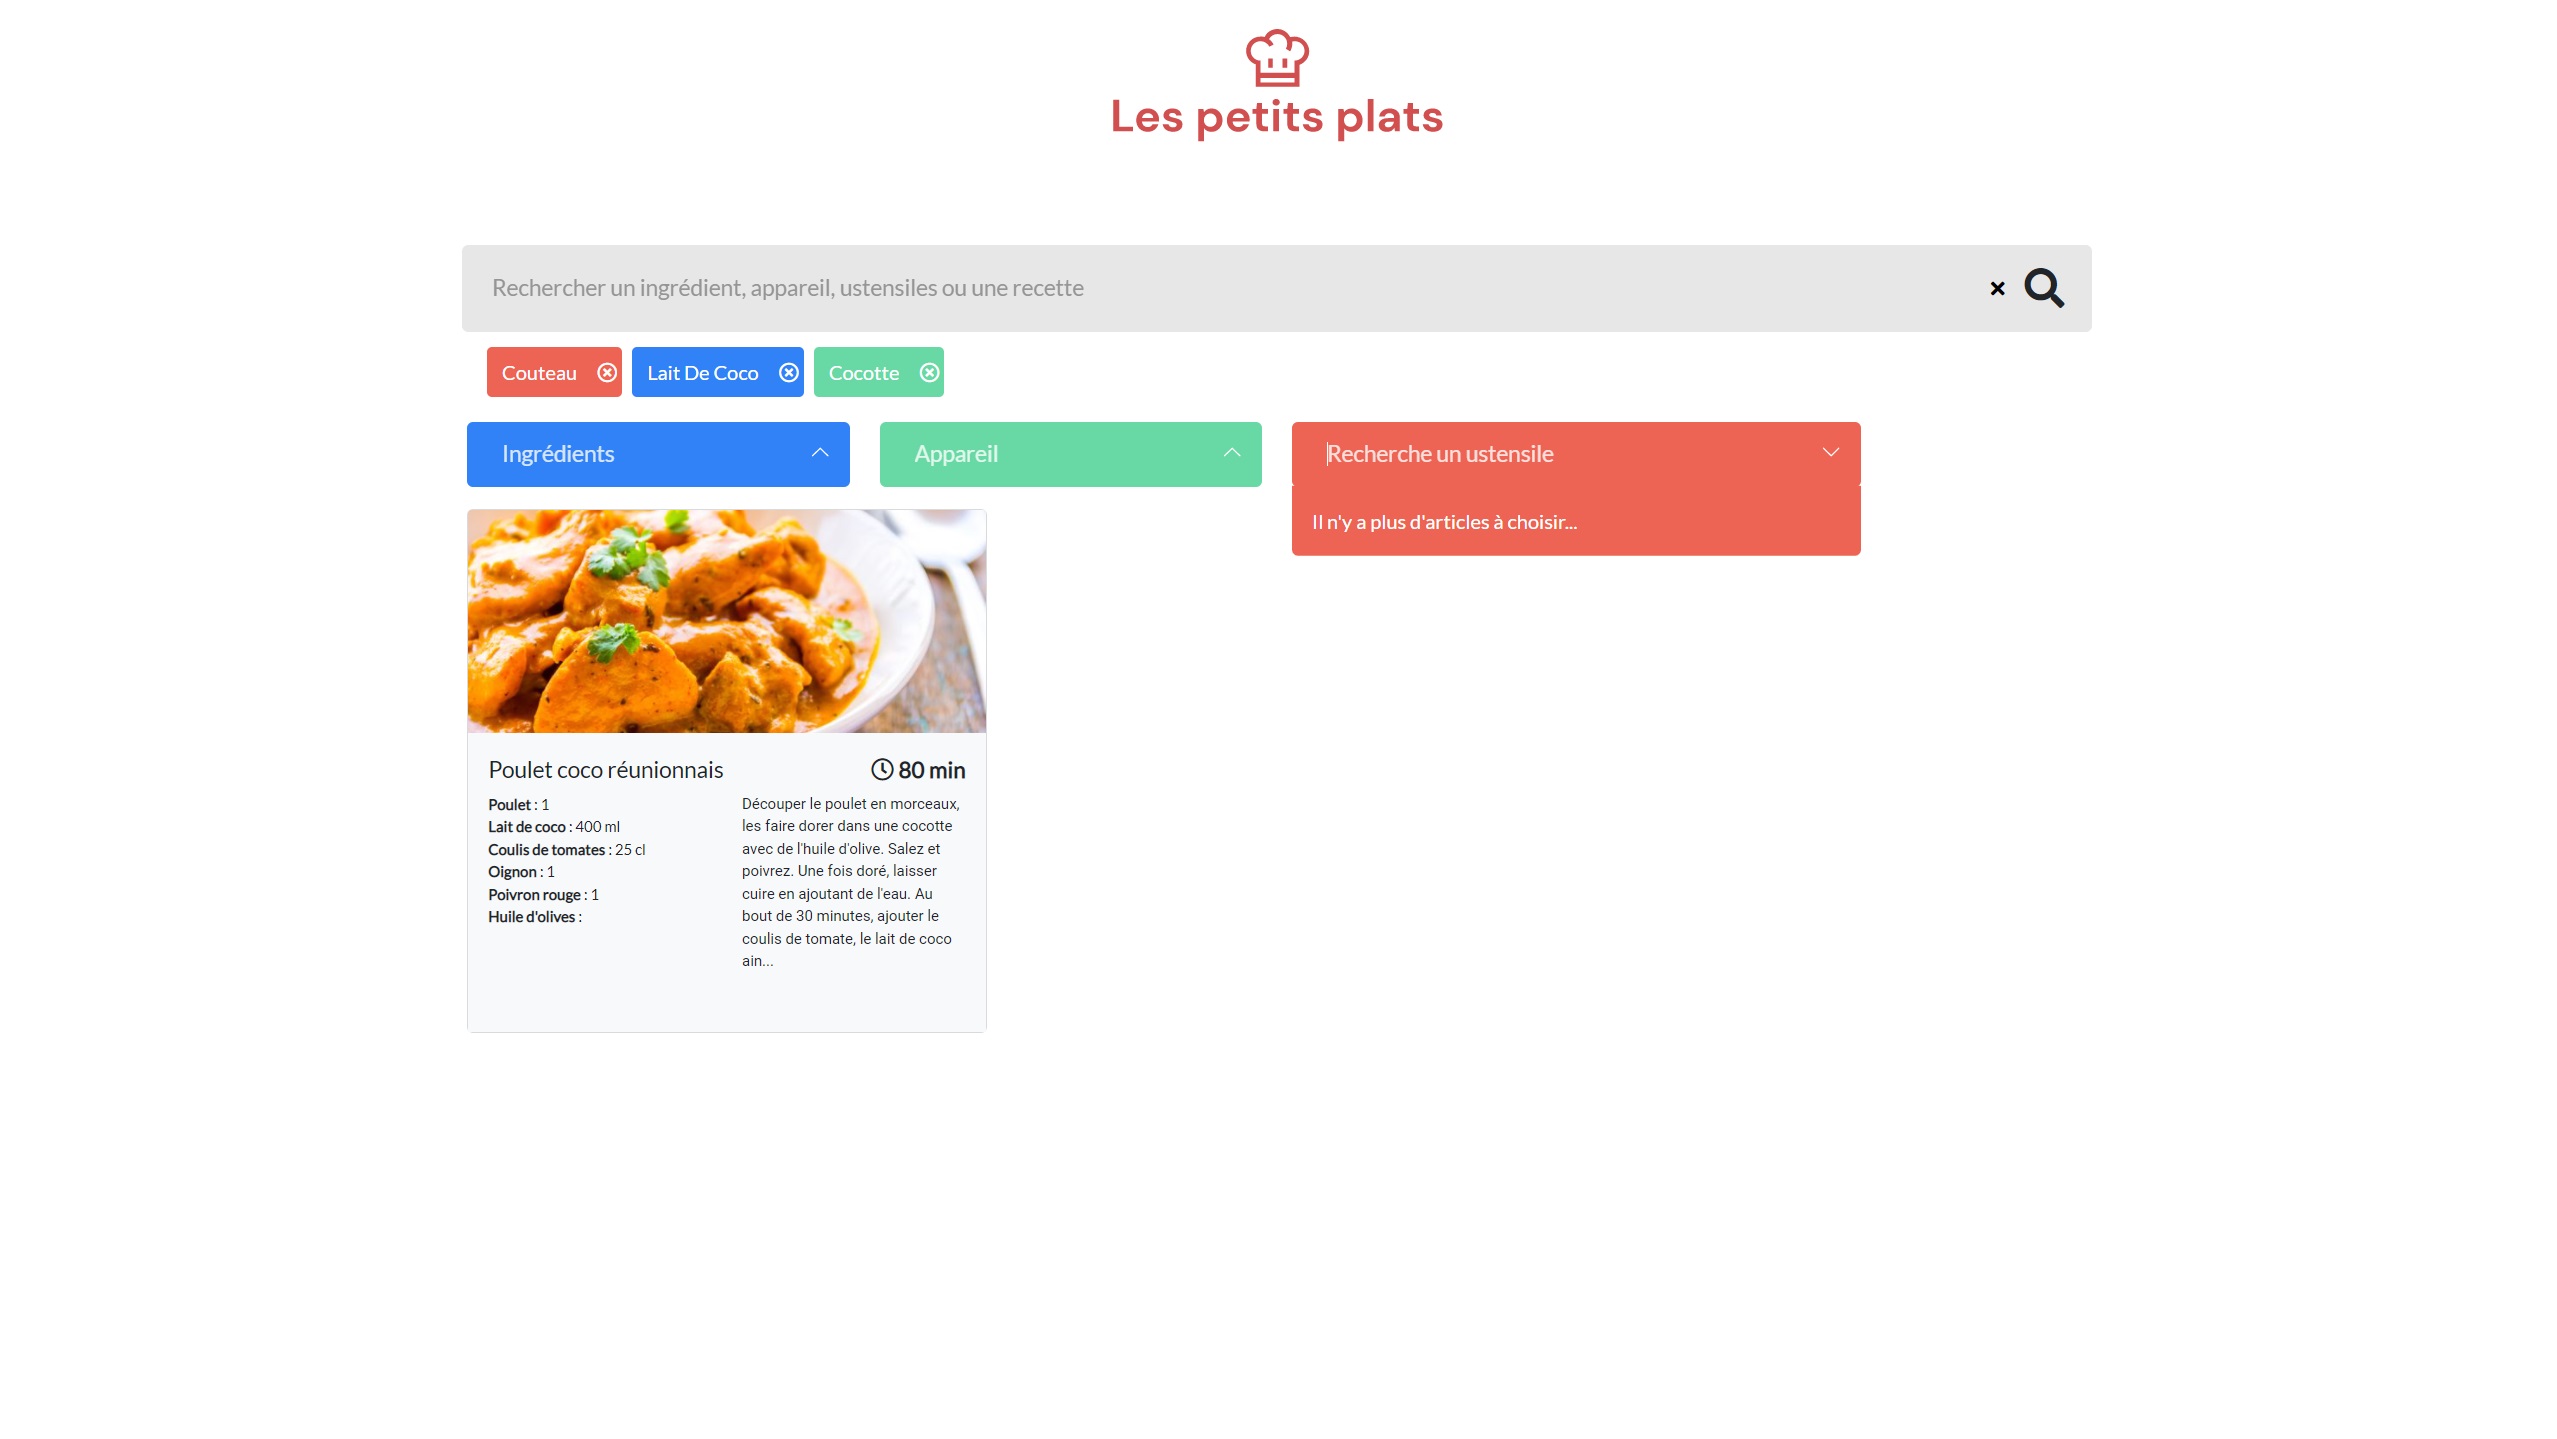 Les petits plats
Rechercher un ingrédient, appareil, ustensiles ou une recette
Couteau
Lait De Coco
Cocotte
Ingrédients
Appareil
Recherche un ustensile
Il n'y a plus d'articles à choisir...
Poulet coco réunionnais
80 min
Poulet : 1
Lait de coco : 400 ml
Coulis de tomates : 25 cl
Oignon : 1
Poivron rouge : 1
Huile d'olives :
Découper le poulet en morceaux,
les faire dorer dans une cocotte
avec de l'huile d'olive. Salez et
poivrez. Une fois doré, laisser
cuire en ajoutant de l'eau. Au
bout de 30 minutes, ajouter le
coulis de tomate, le lait de coco
ain...